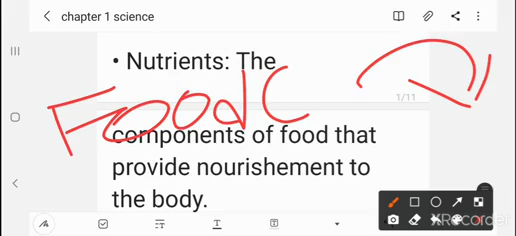 chapter 1 science
• Nutrients: The
1/11
Food
components of food that
provide nourishement to
the body.
XRecorder